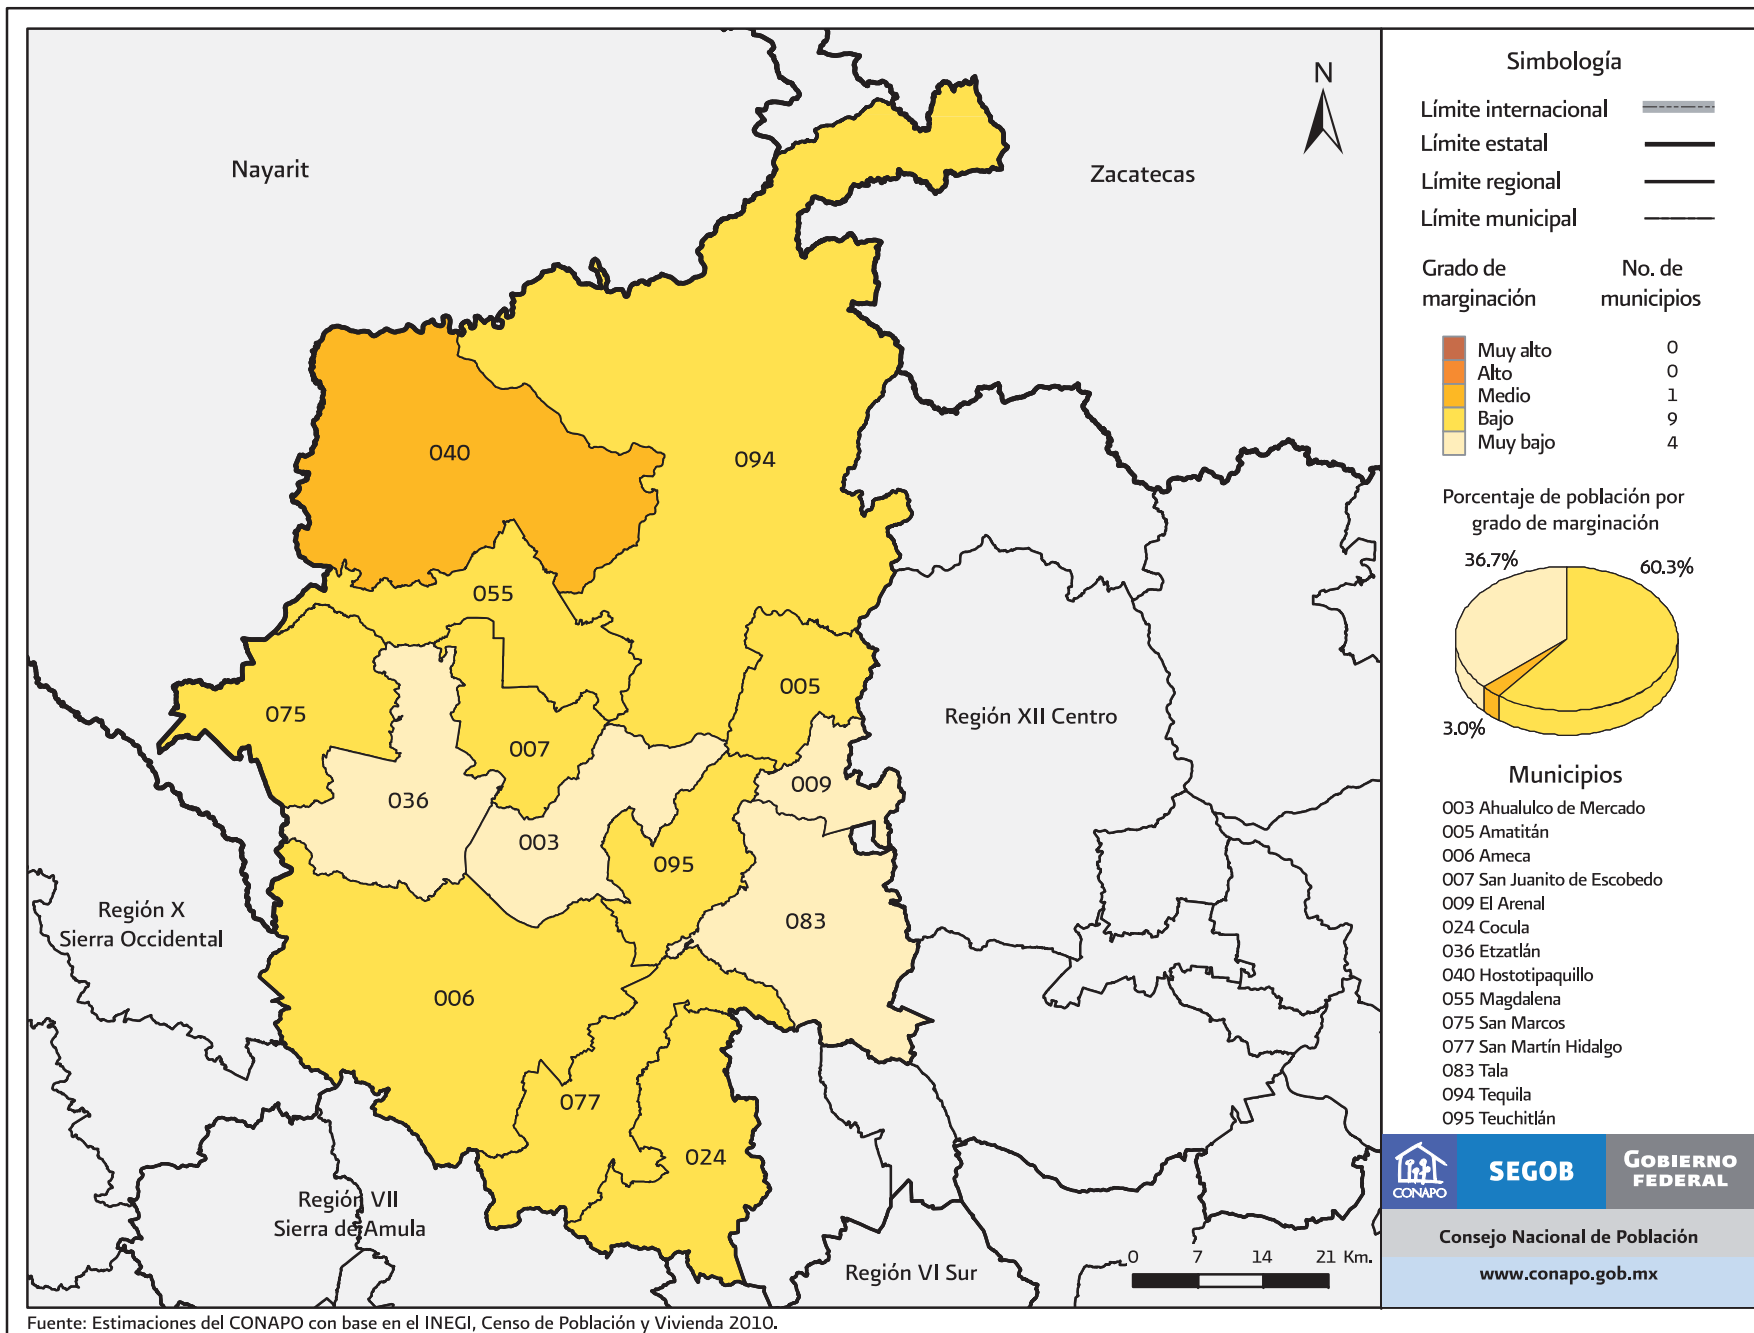 Nayarit
Zacatecas
N
040
094
055
075
005
007
036
009
003
095
083
006
077
024
Región XII Centro
Región X
Sierra Occidental
Región VII
Sierra de Amula
Región VI Sur
0 7 14 21 Km.
Simbología
Límite internacional
Límite estatal
Límite regional
Límite municipal
Grado de marginación
No. de municipios
Muy alto 0
Alto 0
Medio 1
Bajo 9
Muy bajo 4
Porcentaje de población por
grado de marginación
36.7%
60.3%
3.0%
Municipios
003 Ahualulco de Mercado
005 Amatitán
006 Ameca
007 San Juanito de Escobedo
009 El Arenal
024 Cocula
036 Etzatlán
040 Hostotipaquillo
055 Magdalena
075 San Marcos
077 San Martín Hidalgo
083 Tala
094 Tequila
095 Teuchitlán
CONAPO
SEGOB
GOBIERNO
FEDERAL
Consejo Nacional de Población
www.conapo.gob.mx
Fuente: Estimaciones del CONAPO con base en el INEGI, Censo de Población y Vivienda 2010.